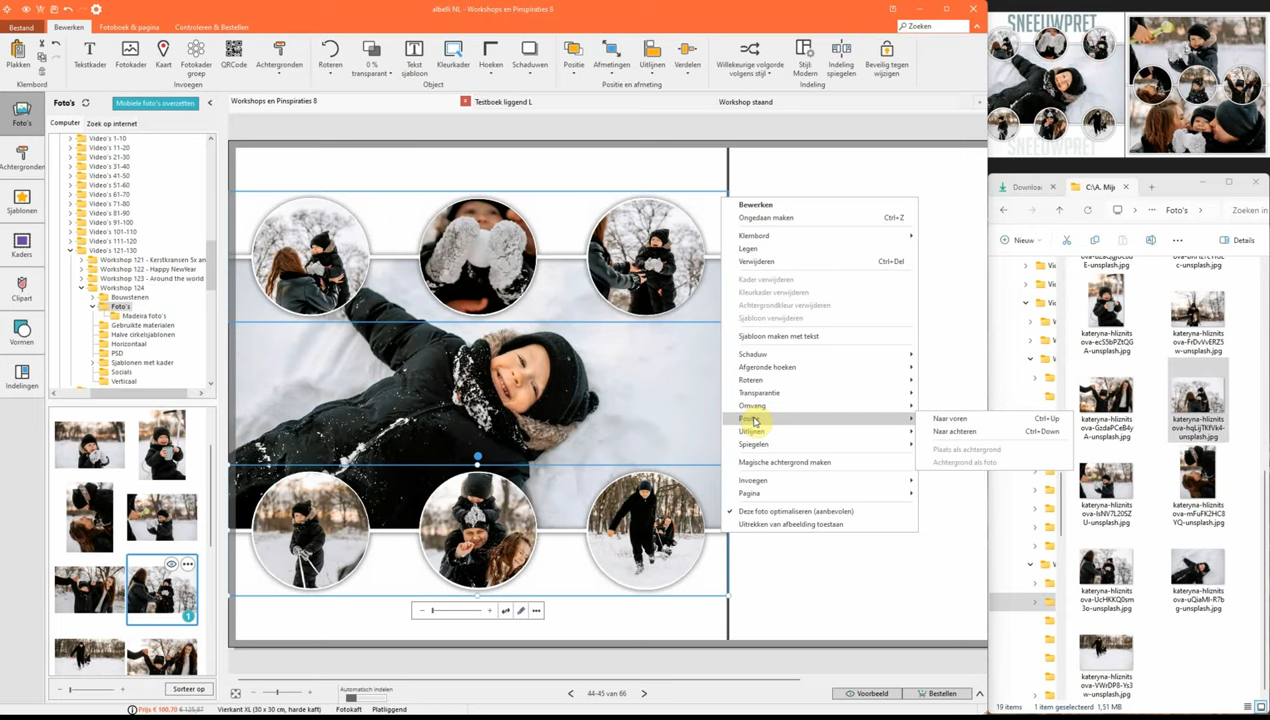 albelli NL - Workshops en Pinspiraties 8
Bestand
Bewerken
Fotoboek & pagina
Controleren & Bestellen
Zoeken
Plakken
Tekstkader
Fotokader
Kaart
Fotokader groep
QRCode
Achtergronden
Roteren
0 % transparant
Tekst sjabloon
Kleurkader
Hoeken
Schaduwen
Positie
Afmetingen
Uitlijnen
Verdelen
Willekeurige volgende volgens stijl
Stijl: Modern
Indeling spiegelen
Beveilig tegen wijzigen
Klembord
Invoegen
Object
Positie en afmeting
Foto's
Achtergronden
Sjablonen
Kaders
Clipart
Vormen
Indelingen
Foto's
Mobiele foto's overzetten
Computer
Zoek op internet
Video's 1-10
Video's 11-20
Video's 21-30
Video's 31-40
Video's 41-50
Video's 51-60
Video's 61-70
Video's 71-80
Video's 81-90
Video's 91-100
Video's 101-110
Video's 111-120
Video's 121-130
Workshop 121 - Kerstkransen 5x an
Workshop 122 - Happy NewYear
Workshop 123 - Around the world
Workshop 124
Bouwstenen
Foto's
Madeira foto's
Gebruikte materialen
Halve cirkelsjablonen
Horizontaal
PSD
Sjablonen met kader
Socials
Verticaal
1
Sorteer op
Workshops en Pinspiraties 8
Testboek liggend L
Workshop staand
Bewerken
Ongedaan maken Ctrl+Z
Klembord
Legen
Verwijderen Ctrl+Del
Kader verwijderen
Kleurkader verwijderen
Achtergrondkleur verwijderen
Sjabloon verwijderen
Sjabloon maken met tekst
Schaduw
Afgeronde hoeken
Roteren
Transparantie
Omvang
Uitlijnen
Spiegelen
Magische achtergrond maken
Invoegen
Pagina
Deze foto optimaliseren (aanbevolen)
Uitrekken van afbeelding toestaan
Naar voren Ctrl+Up
Naar achteren Ctrl+Down
Plaats als achtergrond
Achtergrond als foto
Automatisch indelen
44-45 van 66
Voorbeeld
Bestellen
Prijs € 100,70 € 125,87
Vierkant XL (30 x 30 cm, harde kaft)
Fotokaft
Platliggend
SNEEUWPRET
SNEEUWPRET
Download
C:\A. Mij
Foto's
Zoeken in
Nieuw
Details
c-unsplash.jpg
kateryna-hliznits
ova-ecS5bPZtQG
A-unsplash.jpg
kateryna-hliznits
ova-FrDvVvERZ5
w-unsplash.jpg
kateryna-hliznits
ova-GzdaPCeB4y
A-unsplash.jpg
kateryna-hliznits
ova-hqLijTKfVk4
-unsplash.jpg
kateryna-hliznits
ova-lsNV7L20SZ
U-unsplash.jpg
kateryna-hliznits
ova-mFuFK2HC8
YQ-unsplash.jpg
kateryna-hliznits
ova-UcHKKQ0sm
3o-unsplash.jpg
kateryna-hliznits
ova-uQiaMI-R7b
g-unsplash.jpg
kateryna-hliznits
ova-VWrDP8-Ys3
w-unsplash.jpg
19 items
1 item geselecteerd
1,51 MB